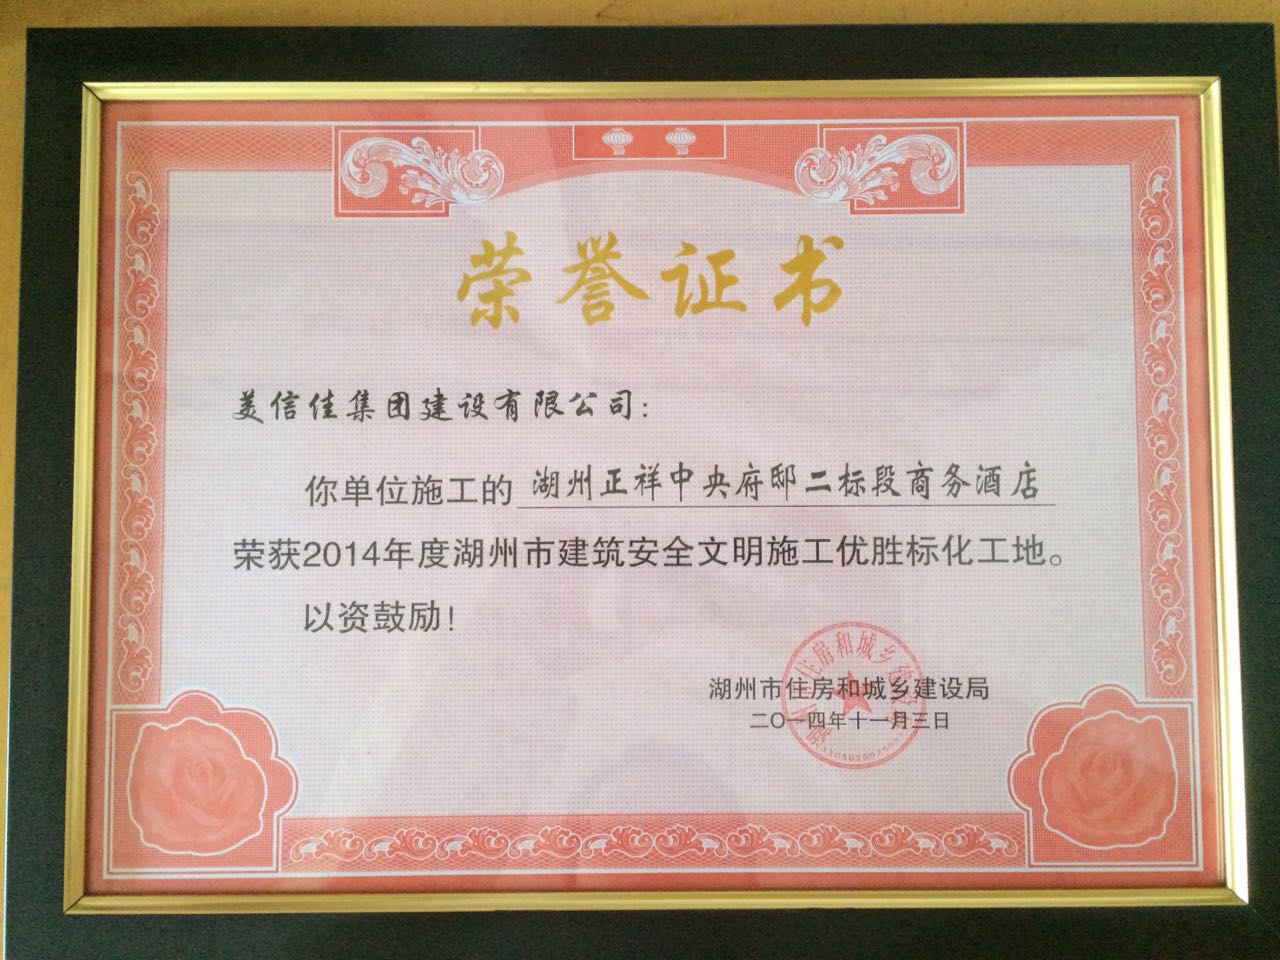 荣誉证书
美信佳集团建设有限公司：
你单位施工的 湖州正祥中央府邸二标段商务酒店
荣获2014年度湖州市建筑安全文明施工优胜标化工地。
以资鼓励！
湖州市住房和城乡建设局
二〇一四年十一月三日